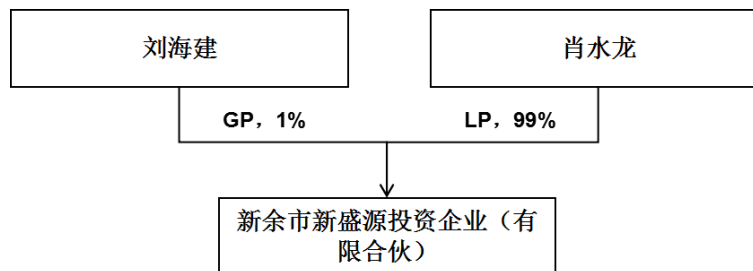 刘海建
肖水龙
GP，1%
LP，99%
新余市新盛源投资企业（有
限合伙）